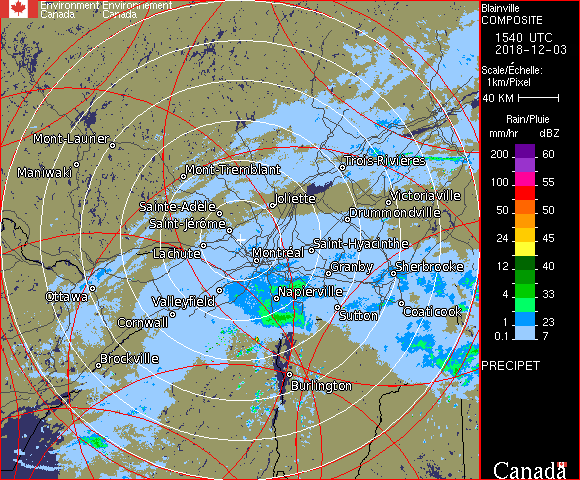 Environment Environnement
Canada Canada
Blainville
COMPOSITE
1540 UTC
2018-12-03
Scale/Échelle:
1km/Pixel
40 KM
Rain/Pluie
mm/hr dBZ
200 60
100 55
50 50
24 45
12 40
4 33
1 23
0.1 7
PRECIPET
Canada
Mont-Laurier
Maniwaki
Mont-Tremblant
Trois-Rivières
Sainte-Adèle
Joliette
Victoriaville
Drummondville
Saint-Jérôme
Lachute
Montréal
Saint-Hyacinthe
Granby
Sherbrooke
Ottawa
Valleyfield
Napierville
Cornwall
Sutton
Coaticook
Brockville
Burlington